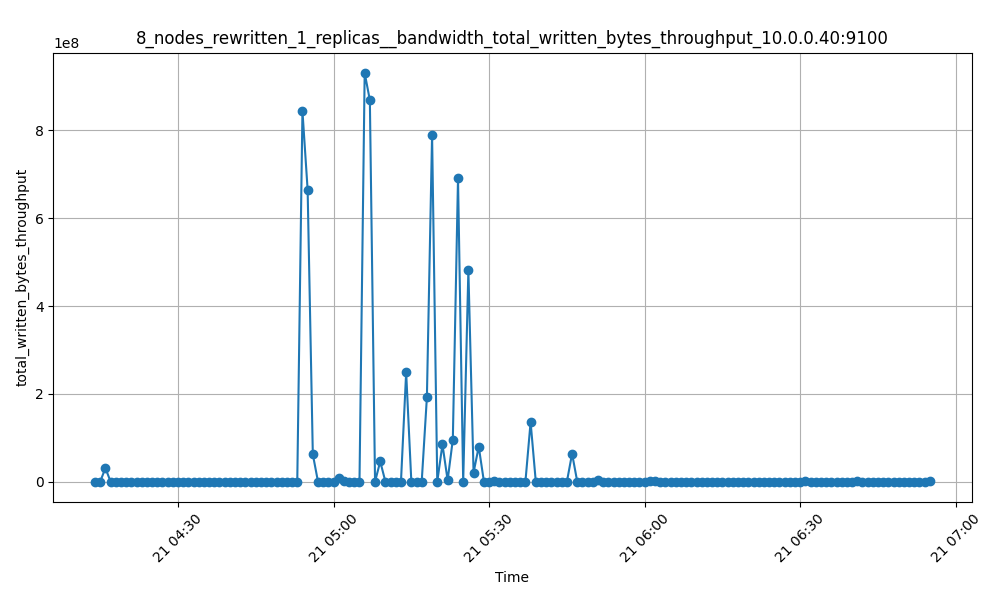 8_nodes_rewritten_1_replicas__bandwidth_total_written_bytes_throughput_10.0.0.40:9100
1e8
8
6
4
2
0
total_written_bytes_throughput
21 04:30
21 05:00
21 05:30
21 06:00
21 06:30
21 07:00
Time